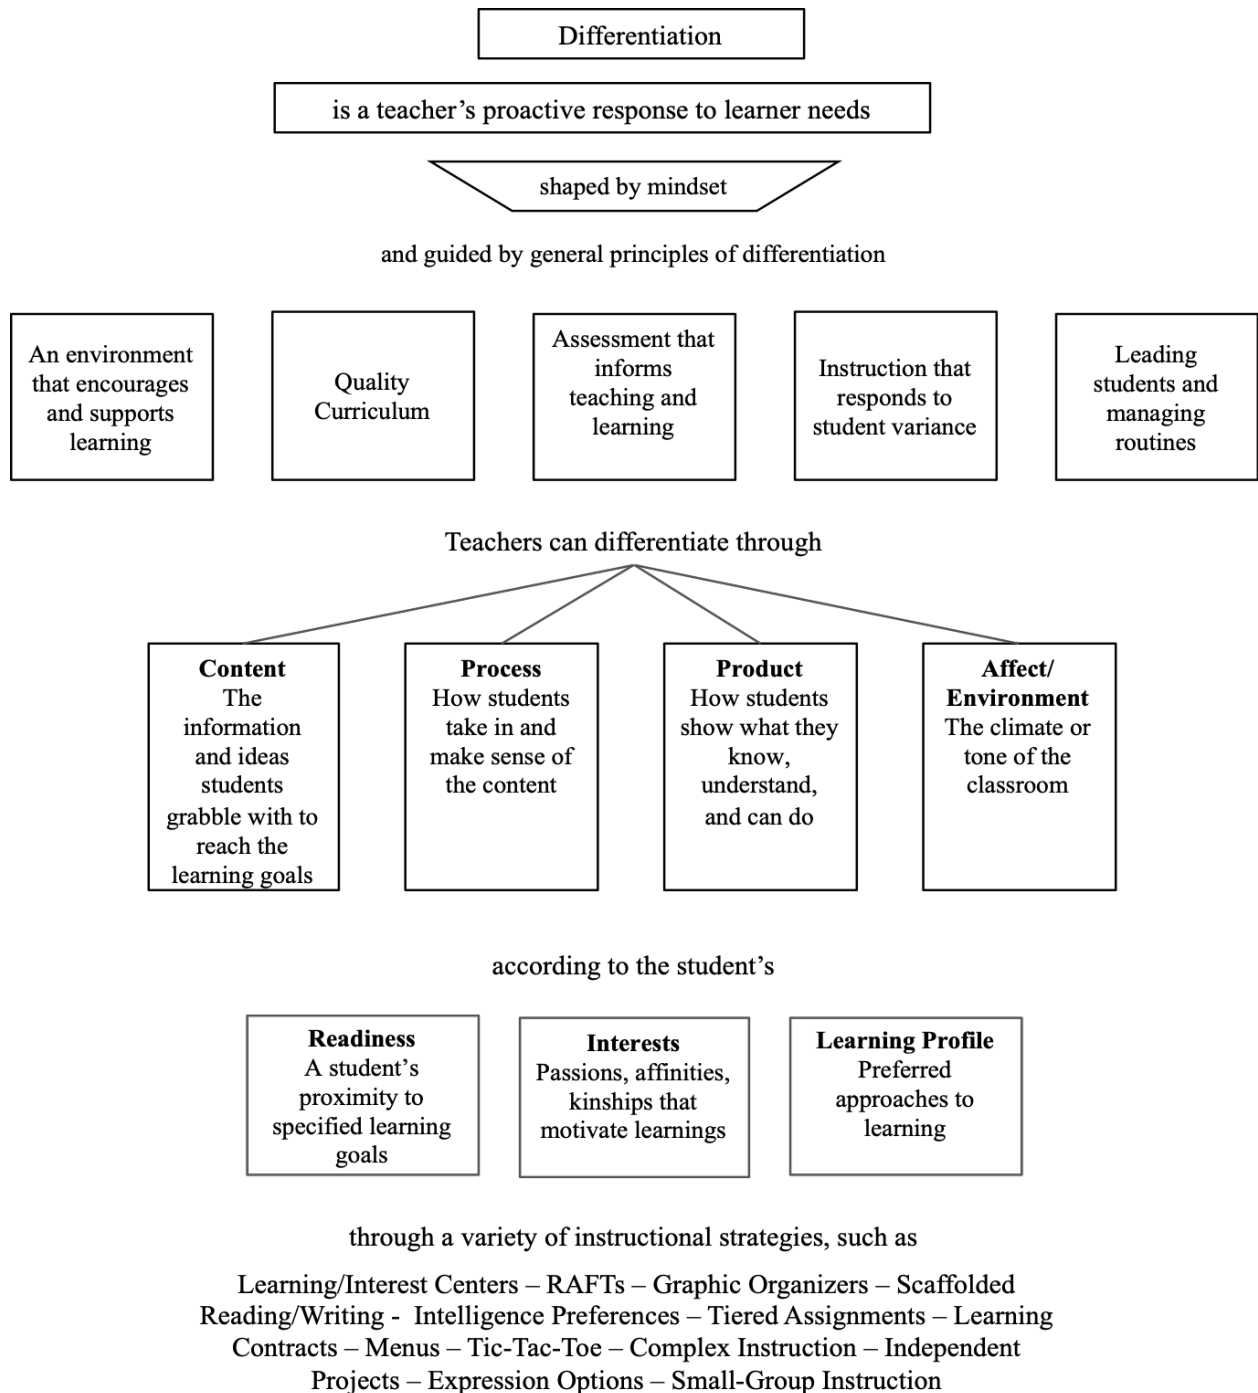 Differentiation
is a teacher’s proactive response to learner needs
shaped by mindset
and guided by general principles of differentiation
An environment
that encourages
and supports
learning
Quality
Curriculum
Assessment that
informs
teaching and
learning
Instruction that
responds to
student variance
Leading
students and
managing
routines
Teachers can differentiate through
Content
The
information
and ideas
students
grabble with to
reach the
learning goals
Process
How students
take in and
make sense of
the content
Product
How students
show what they
know,
understand,
and can do
Affect/
Environment
The climate or
tone of the
classroom
according to the student’s
Readiness
A student’s
proximity to
specified learning
goals
Interests
Passions, affinities,
kinships that
motivate learnings
Learning Profile
Preferred
approaches to
learning
through a variety of instructional strategies, such as
Learning/Interest Centers – RAFTs – Graphic Organizers – Scaffolded
Reading/Writing - Intelligence Preferences – Tiered Assignments – Learning
Contracts – Menus – Tic-Tac-Toe – Complex Instruction – Independent
Projects – Expression Options – Small-Group Instruction